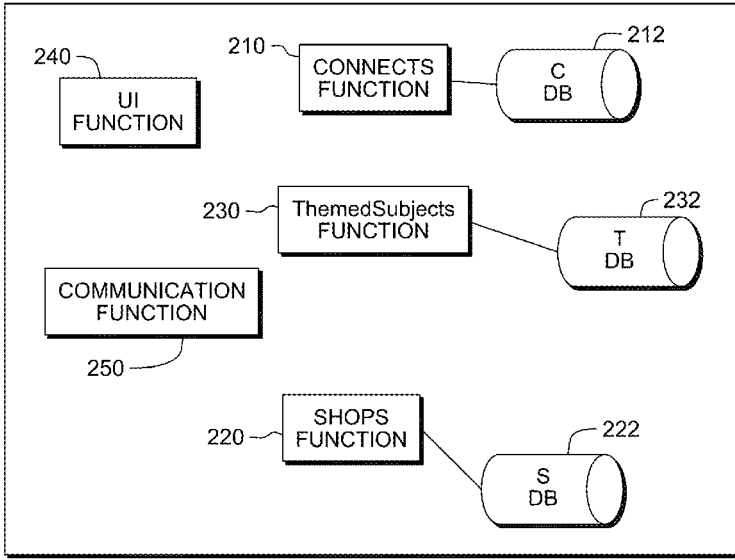 240
UI
FUNCTION
210
CONNECTS
FUNCTION
212
C
DB
230
ThemedSubjects
FUNCTION
232
T
DB
COMMUNICATION
FUNCTION
250
220
SHOPS
FUNCTION
222
S
DB